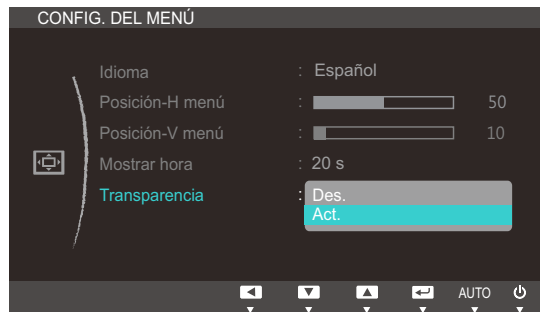 CONFIG. DEL MENÚ
Idioma : Español
Posición-H menú : 50
Posición-V menú : 10
Mostrar hora : 20 s
Transparencia : Des.
Act.
AUTO